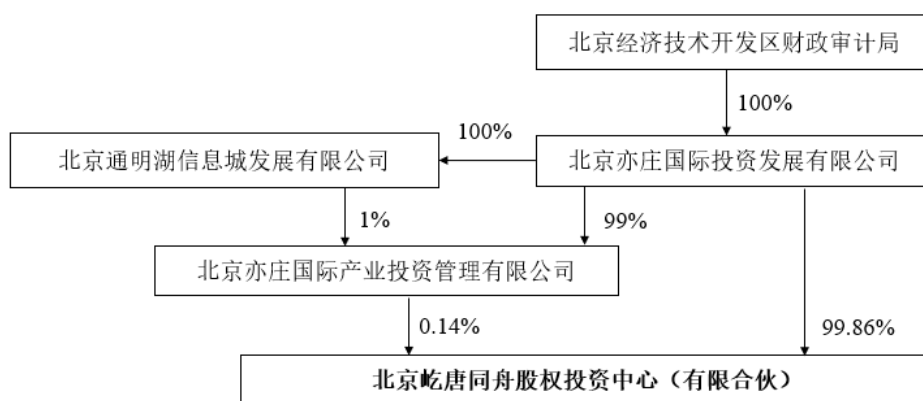 北京经济技术开发区财政审计局
100%
100%
北京通明湖信息城发展有限公司
北京亦庄国际投资发展有限公司
1%
99%
北京亦庄国际产业投资管理有限公司
0.14%
99.86%
北京屹唐同舟股权投资中心（有限合伙）